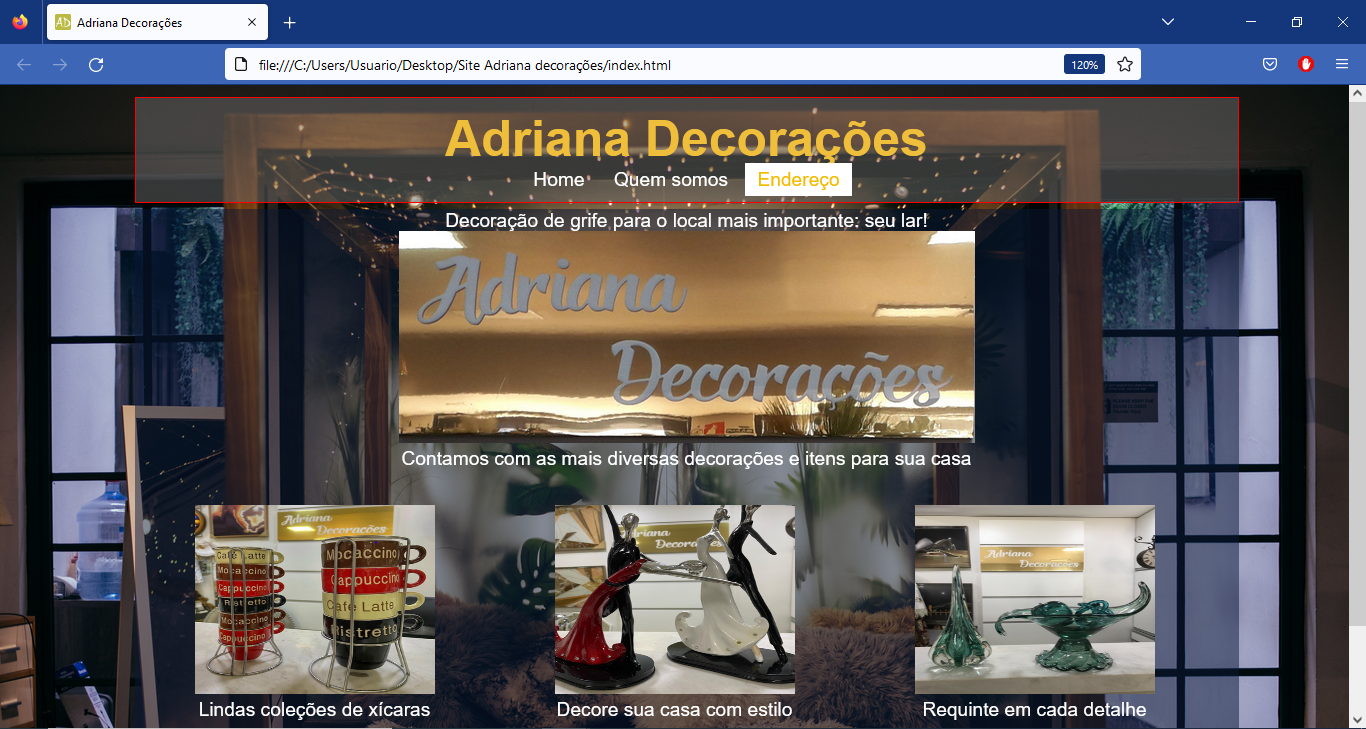 AD Adriana Decorações
file:///C:/Users/Usuario/Desktop/Site Adriana decorações/index.html
120%
Adriana Decorações
Home Quem somos Endereço
Decoração de grife para o local mais importante: seu lar!
Adriana
Decorações
Contamos com as mais diversas decorações e itens para sua casa
Adriana
Decorações
Café Latte
Mocaccino
Cappuccino
Ristretto
Mocaccino
Cappuccino
Mocaccino
Cappuccino
Café Latte
Ristretto
Adriana
Decorações
Adriana
Decorações
Lindas coleções de xícaras
Decore sua casa com estilo
Requinte em cada detalhe